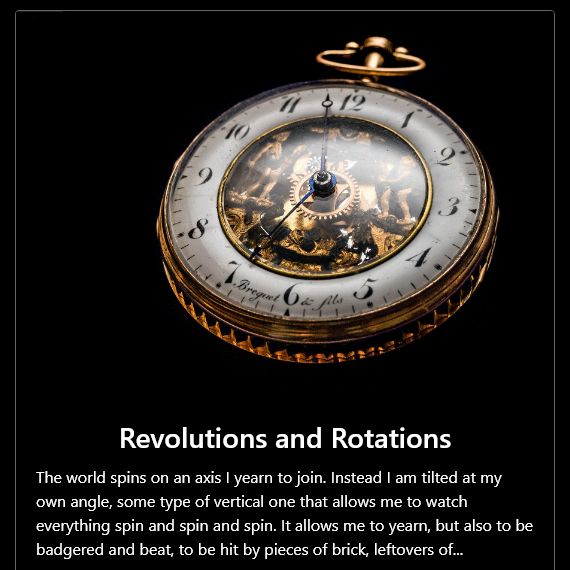 11 12 1
10 2
9 3
8 4
7 6 5
Breguet & fils
Revolutions and Rotations
The world spins on an axis I yearn to join. Instead I am tilted at my
own angle, some type of vertical one that allows me to watch
everything spin and spin and spin. It allows me to yearn, but also to be
badgered and beat, to be hit by pieces of brick, leftovers of...